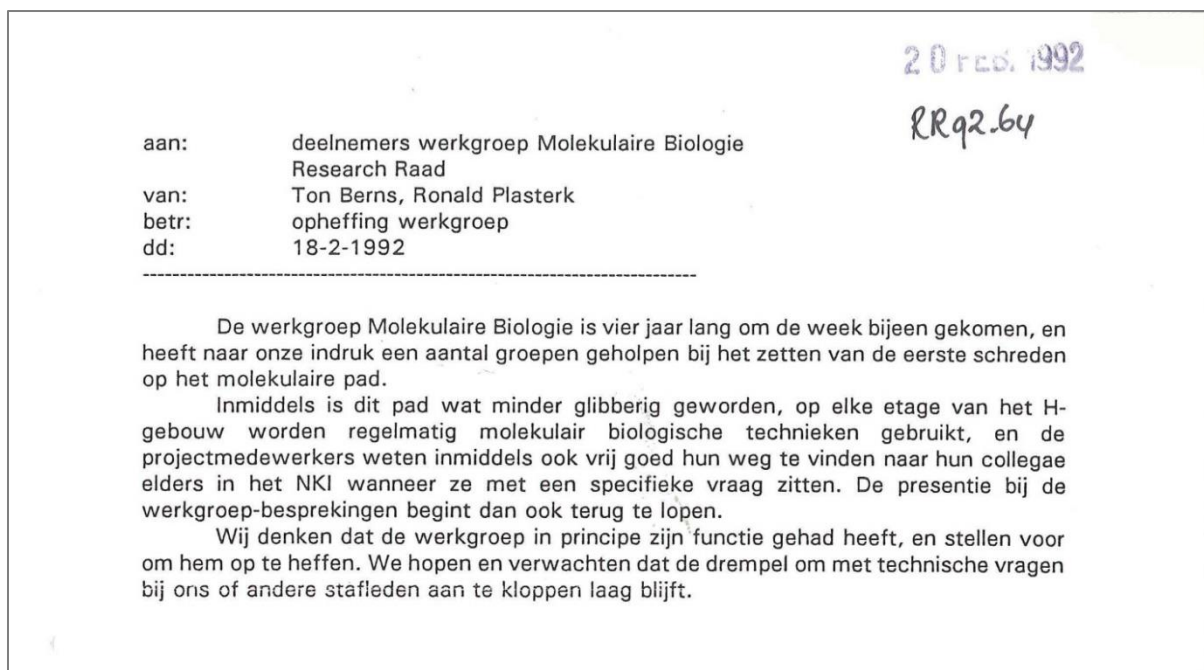 20 FEB. 1992
RR92.64
aan: deelnemers werkgroep Molekulaire Biologie
Research Raad
van: Ton Berns, Ronald Plasterk
betr: opheffing werkgroep
dd: 18-2-1992
--------------------------------------------------------------------------
De werkgroep Molekulaire Biologie is vier jaar lang om de week bijeen gekomen, en
heeft naar onze indruk een aantal groepen geholpen bij het zetten van de eerste schreden
op het molekulaire pad.
Inmiddels is dit pad wat minder glibberig geworden, op elke etage van het H-
gebouw worden regelmatig molekulair biologische technieken gebruikt, en de
projectmedewerkers weten inmiddels ook vrij goed hun weg te vinden naar hun collegae
elders in het NKI wanneer ze met een specifieke vraag zitten. De presentie bij de
werkgroep-besprekingen begint dan ook terug te lopen.
Wij denken dat de werkgroep in principe zijn functie gehad heeft, en stellen voor
om hem op te heffen. We hopen en verwachten dat de drempel om met technische vragen
bij ons of andere stafleden aan te kloppen laag blijft.